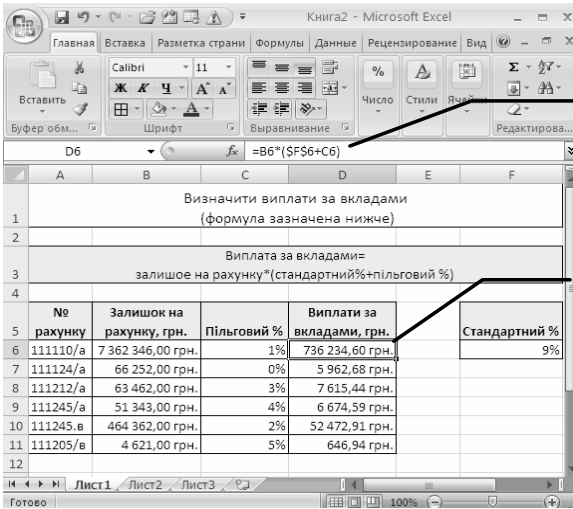 Книга2 - Microsoft Excel
Главная Вставка Разметка страни Формулы Данные Рецензирование Вид
Calibri 11
Ж К Ч A A
Вставить Число Стили Ячейки
Буфер обм... Шрифт Выравнивание Редактирова...
D6 fx =B6*($F$6+C6)
A B C D E F
1 Визначити виплати за вкладами
(формула зазначена нижче)
2
Виплата за вкладами=
3 залишое на рахунку*(стандартний%+пільговий %)
4
№ Залишок на Виплати за
5 рахунку рахунку, грн. Пільговий % вкладами, грн. Стандартний %
6 111110/а 7 362 346,00 грн. 1% 736 234,60 грн. 9%
7 111124/а 66 252,00 грн. 0% 5 962,68 грн.
8 111212/а 63 462,00 грн. 3% 7 615,44 грн.
9 111245/а 51 343,00 грн. 4% 6 674,59 грн.
10 111245.в 464 362,00 грн. 2% 52 472,91 грн.
11 111205/в 4 621,00 грн. 5% 646,94 грн.
12
Лист1 Лист2 Лист3
Готово 100%